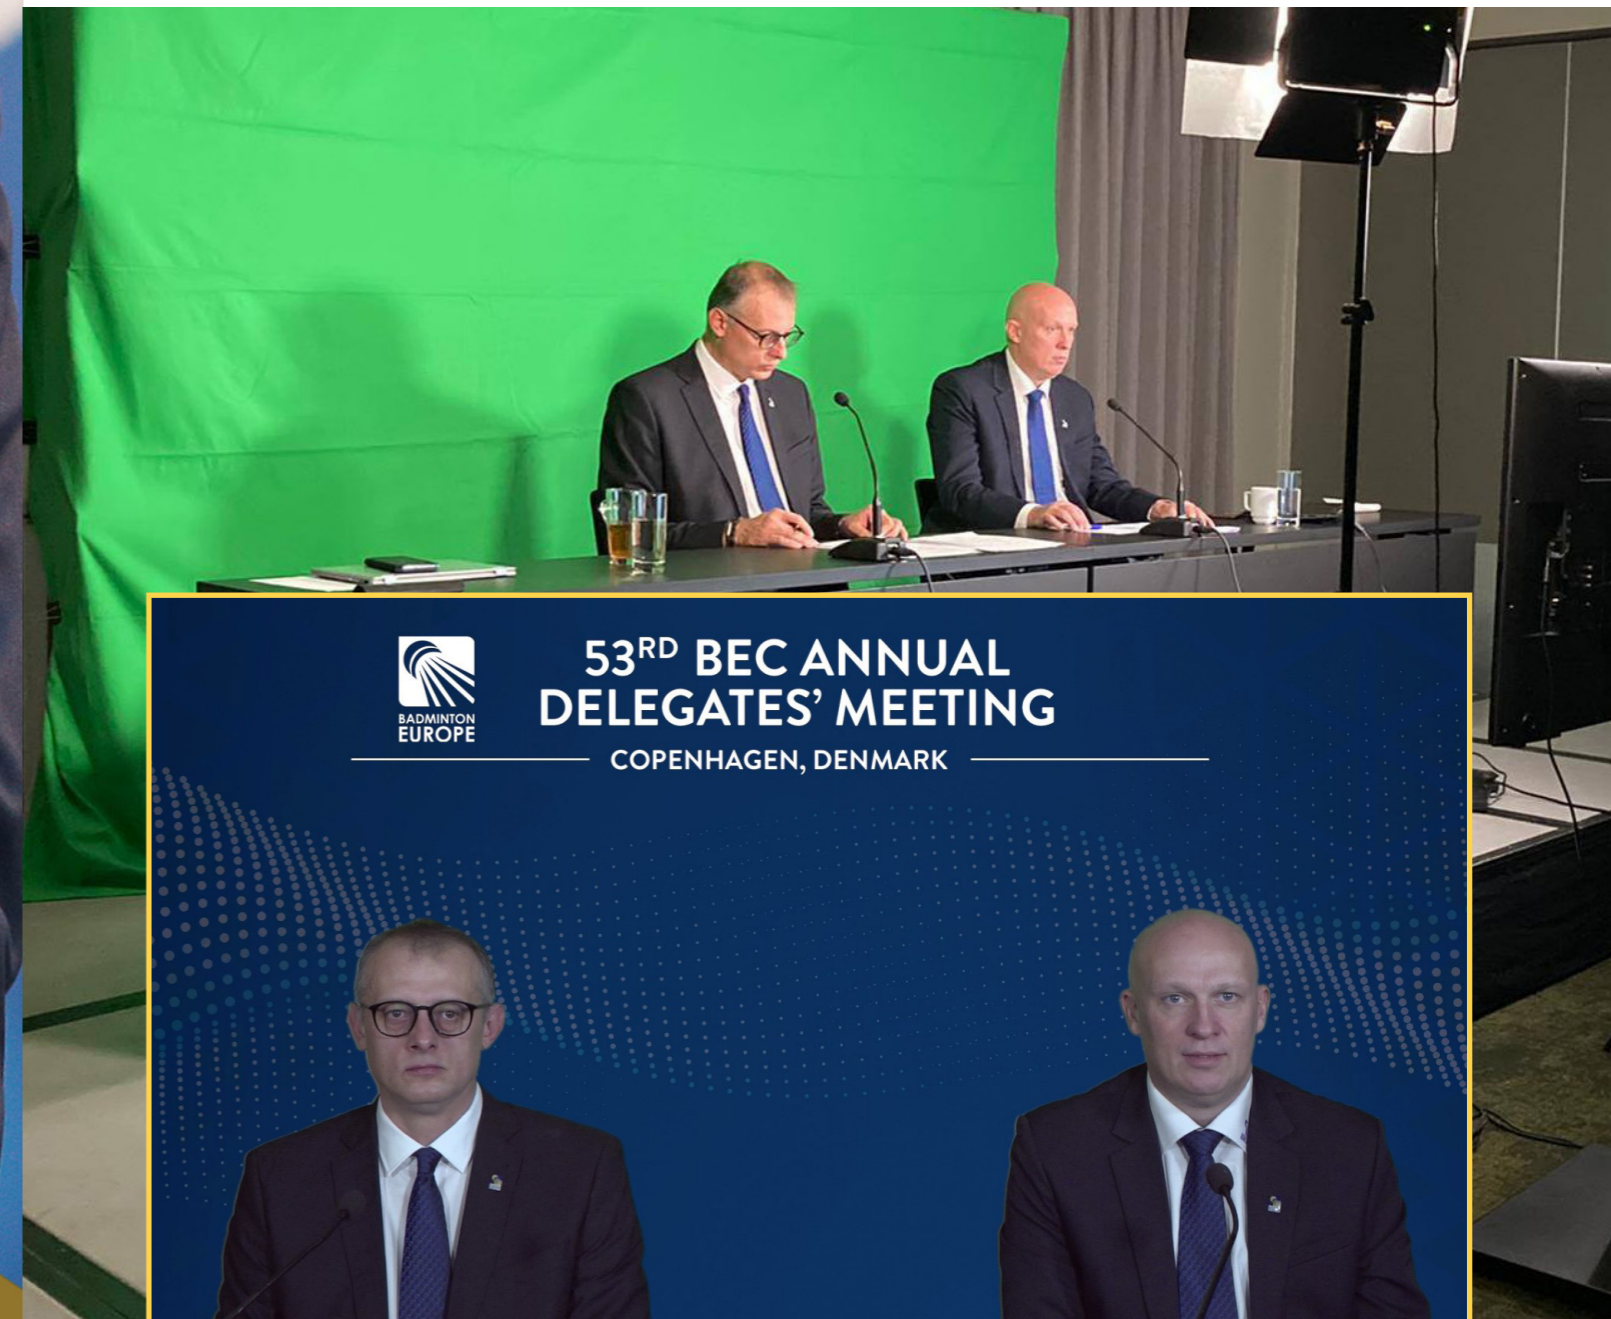 BADMINTON
EUROPE
53RD BEC ANNUAL
DELEGATES' MEETING
COPENHAGEN, DENMARK